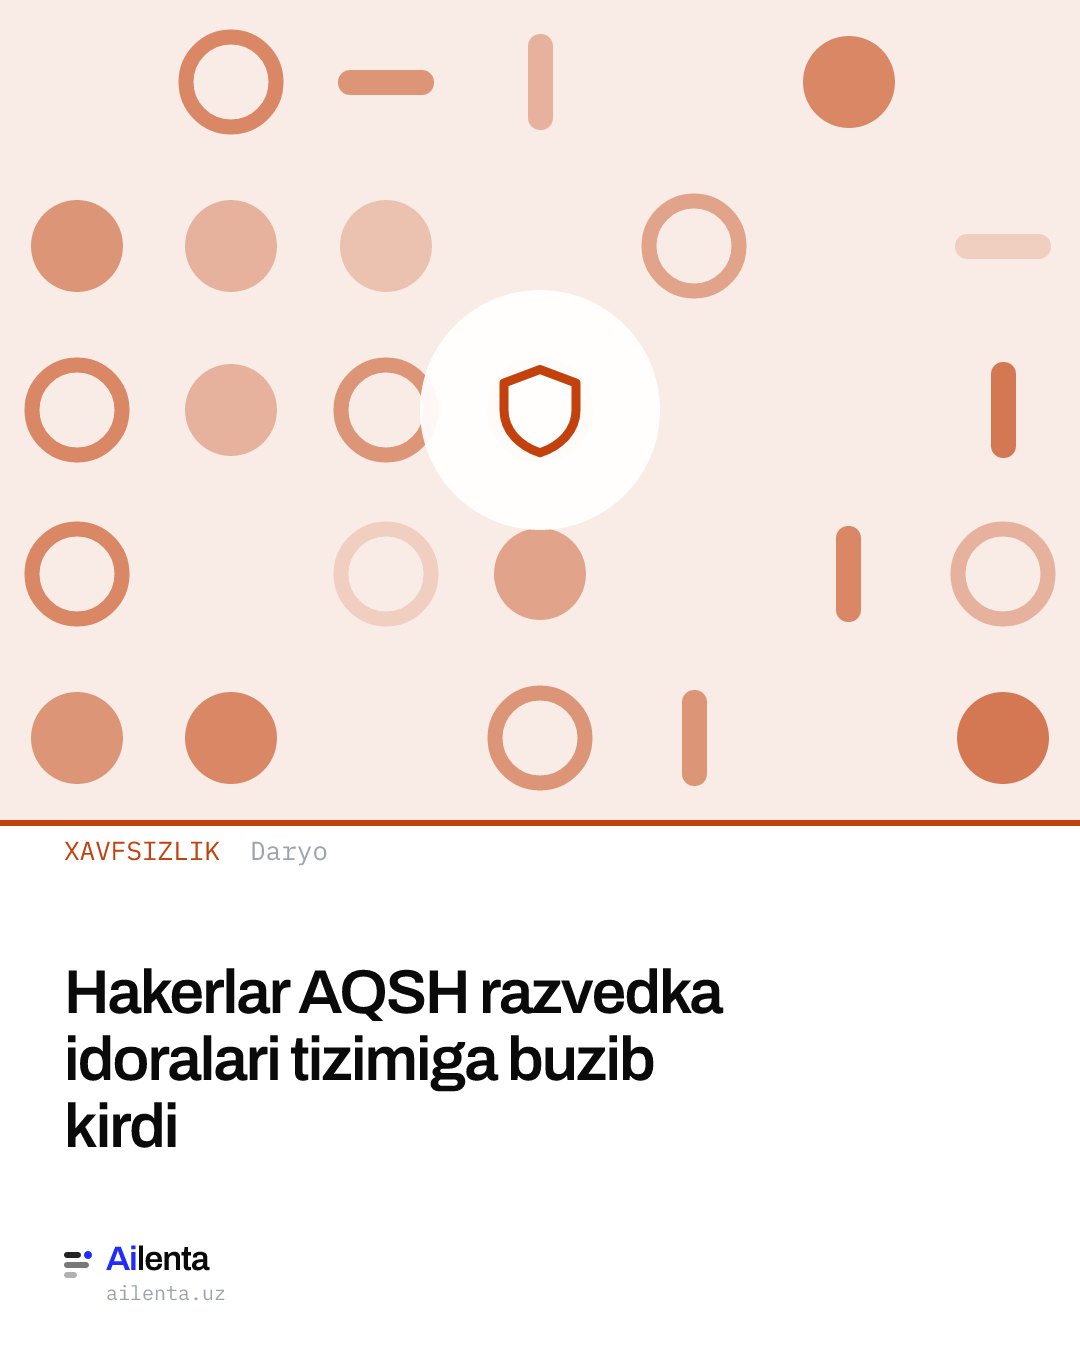 XAVFSIZLIK Daryo
Hakerlar AQSH razvedka
idoralari tizimiga buzib
kirdi
Ailenta
ailenta.uz